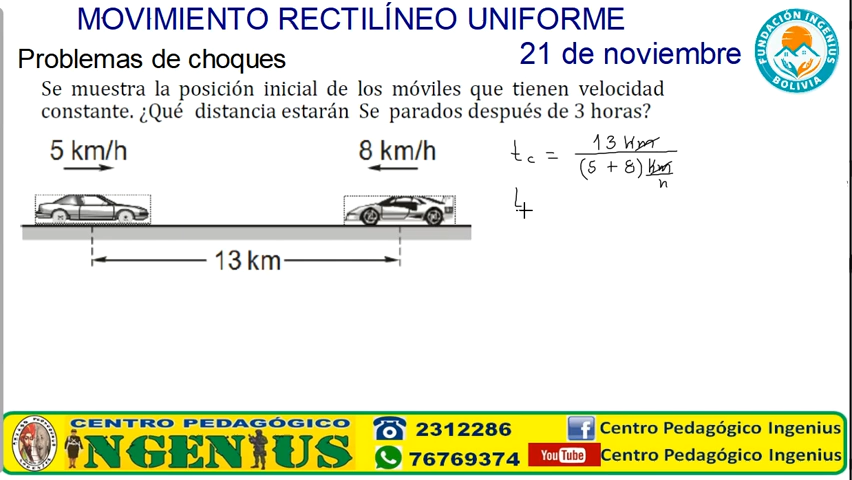 MOVIMIENTO RECTILÍNEO UNIFORME
Problemas de choques
21 de noviembre
FUNDACIÓN INGENIUS
BOLIVIA
Se muestra la posición inicial de los móviles que tienen velocidad
constante. ¿Qué distancia estarán Se parados después de 3 horas?
5 km/h
8 km/h
t_c = 13 km / (5 + 8) km/h
13 km
CENTRO PEDAGÓGICO
INGENIUS
2312286
76769374
Centro Pedagógico Ingenius
YouTube Centro Pedagógico Ingenius